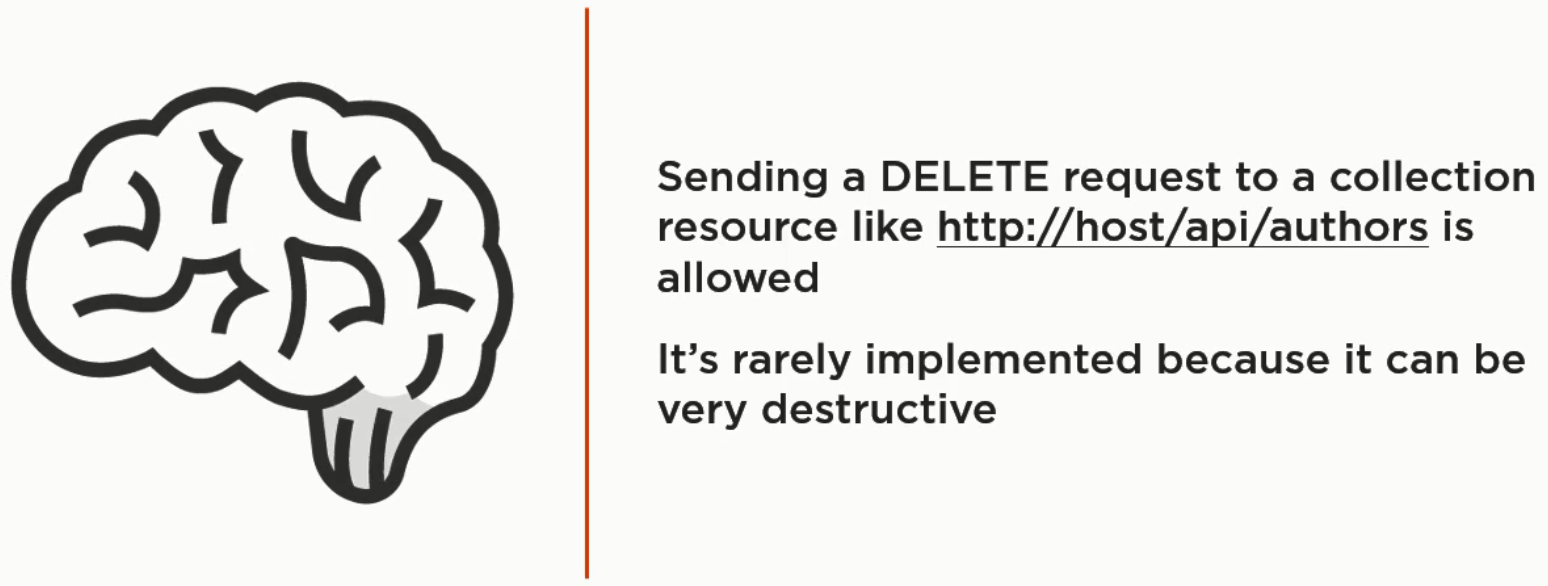 Sending a DELETE request to a collection
resource like http://host/api/authors is
allowed
It’s rarely implemented because it can be
very destructive